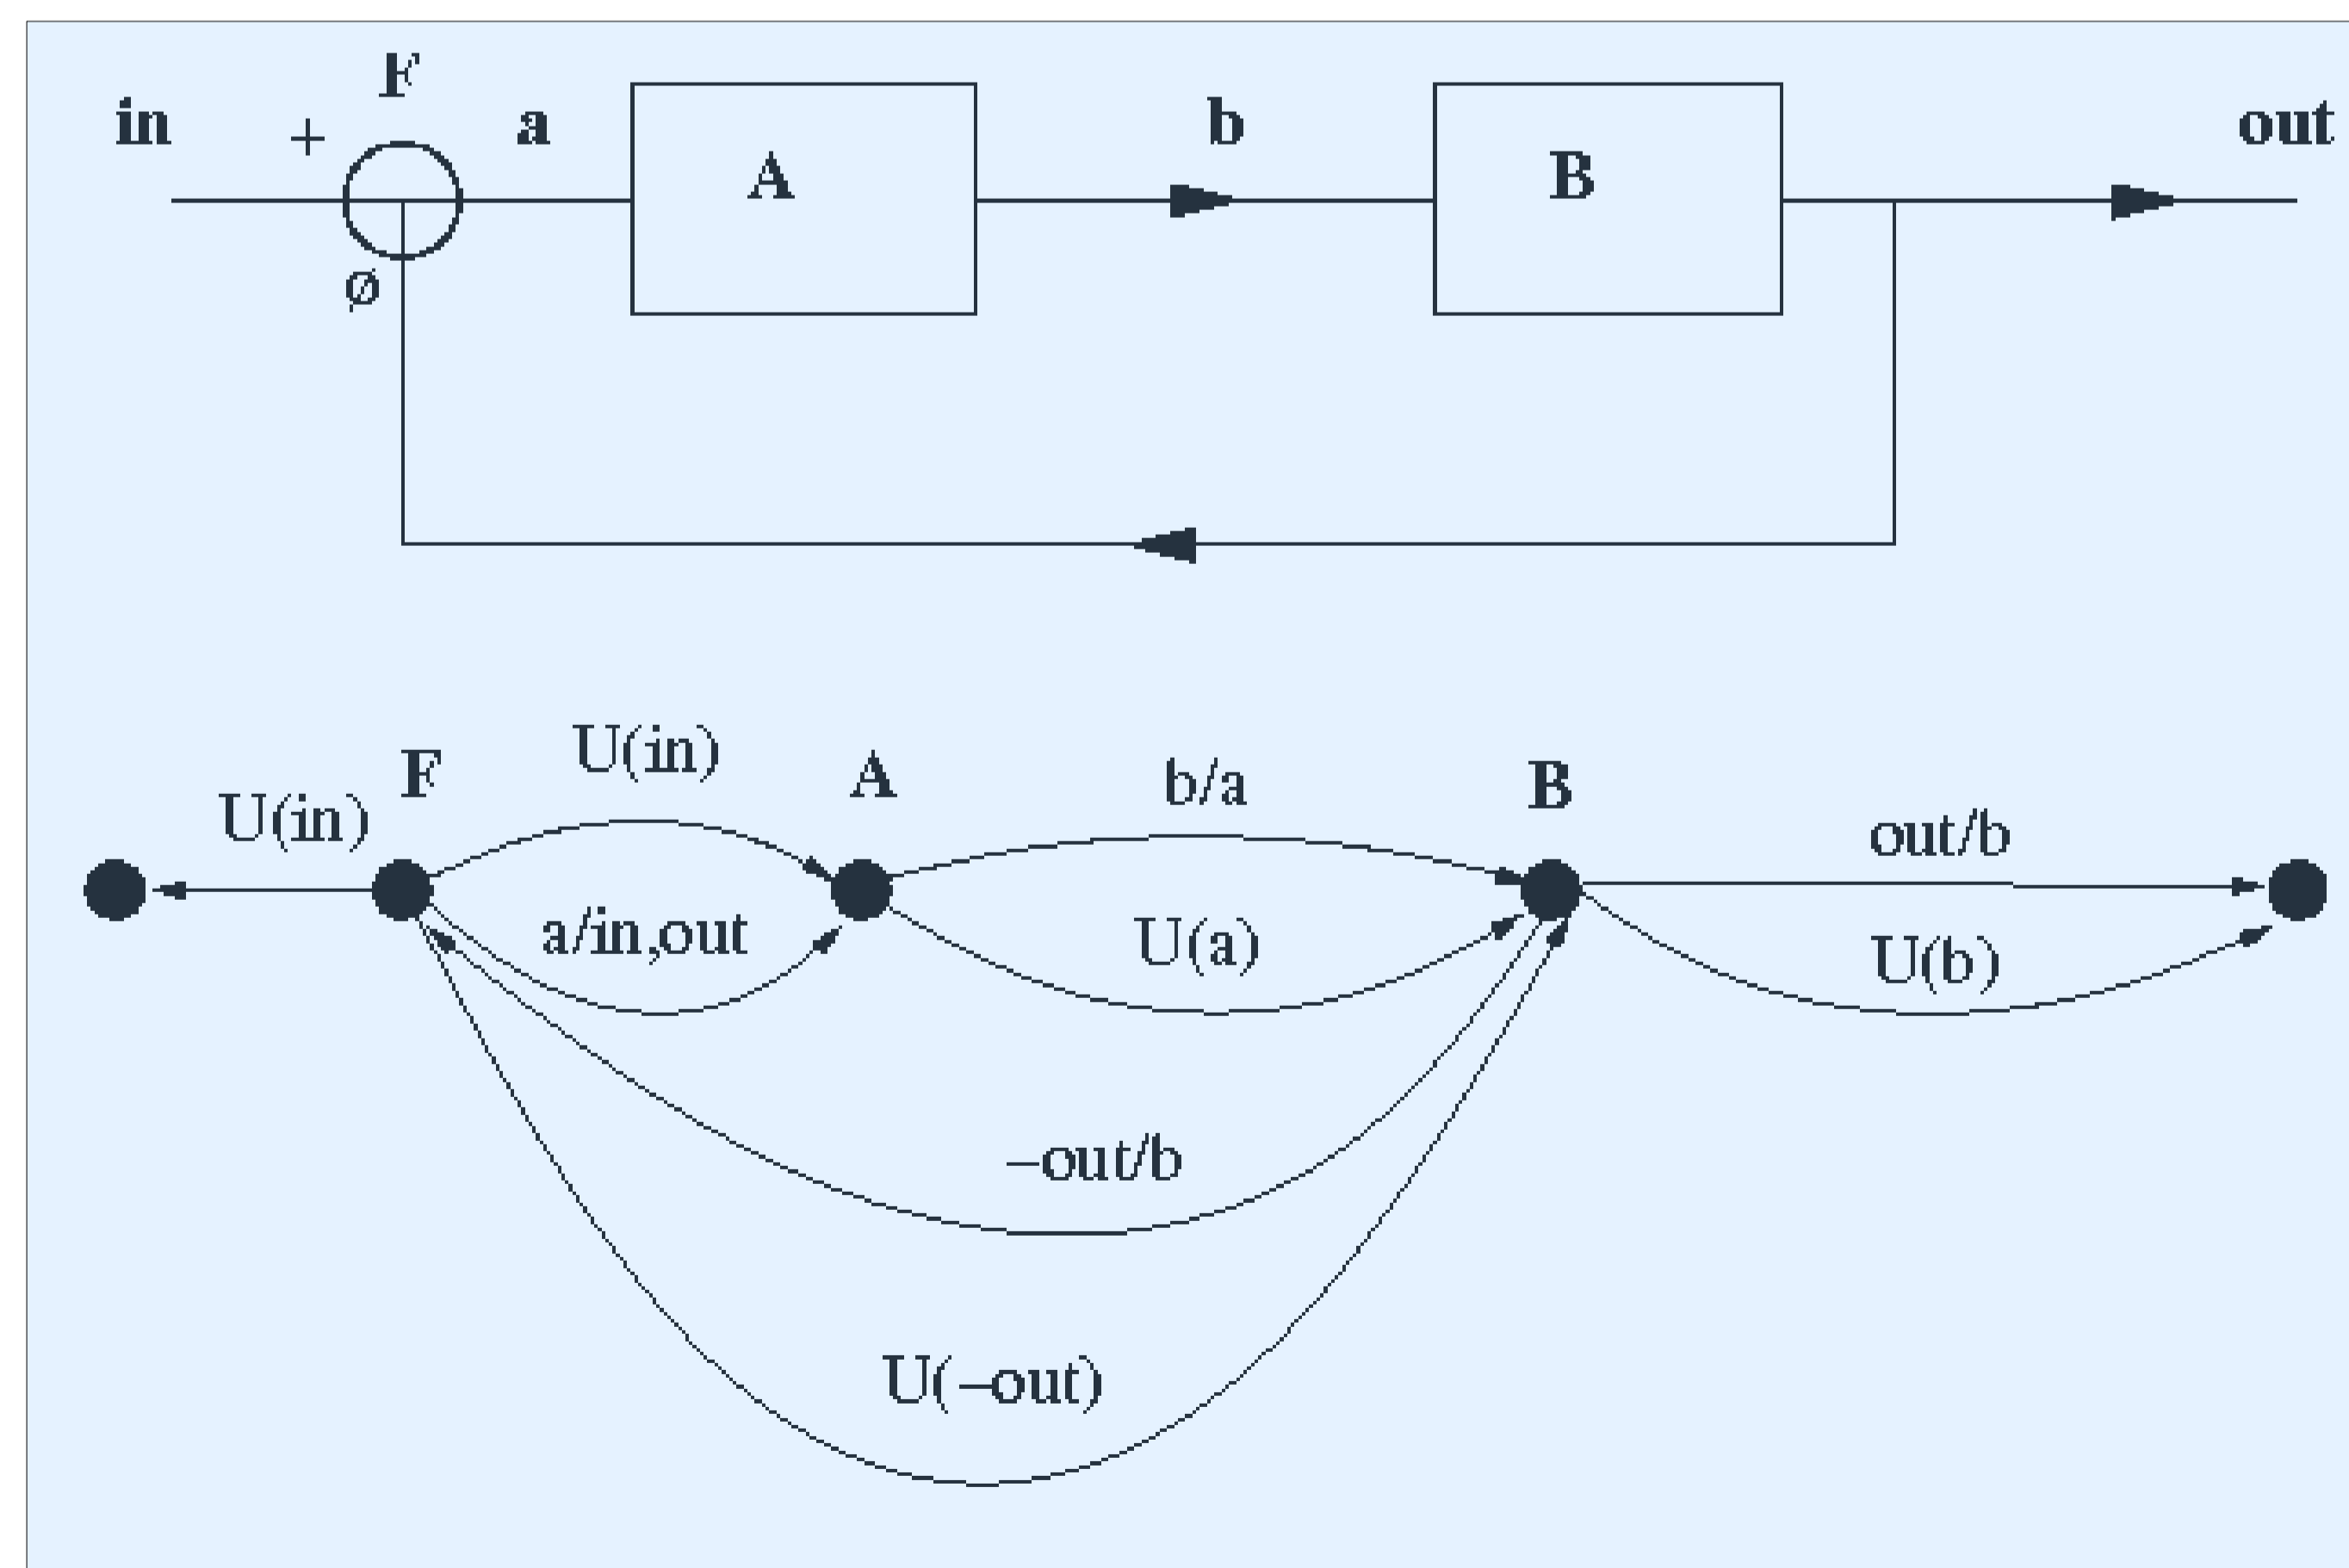 F
in + a A b B out
ø
U(in)
F A b/a B
U(in) out/b
a/in,out U(a) U(b)
–out/b
U(–out)